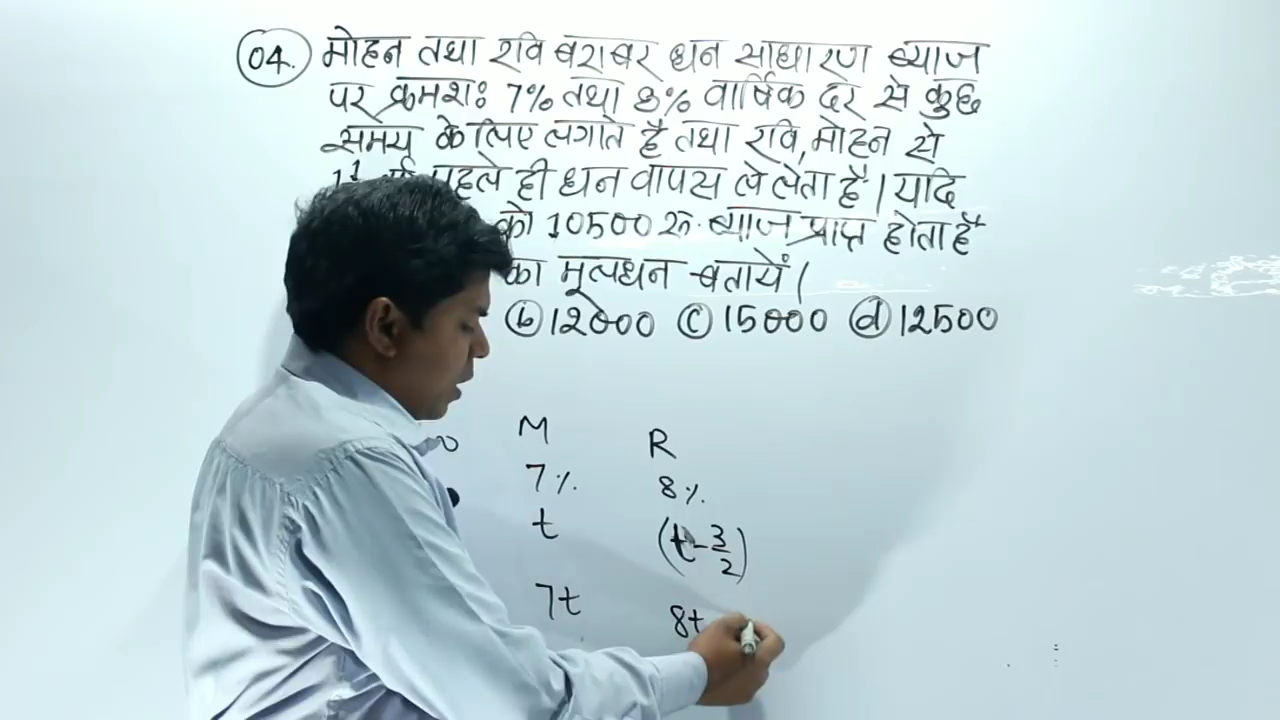 04. मोहन तथा रवि बराबर धन साधारण ब्याज
पर क्रमशः 7% तथा 8% वार्षिक दर से कुछ
समय के लिए लगाते है तथा रवि, मोहन से
पहले ही धन वापस ले लेता है। यदि
को 10500 रु. ब्याज प्राप्त होता है
का मूलधन बतायें।
(b) 12000 (c) 15000 (d) 12500
M R
7% 8%
t (t-3/2)
7t 8t